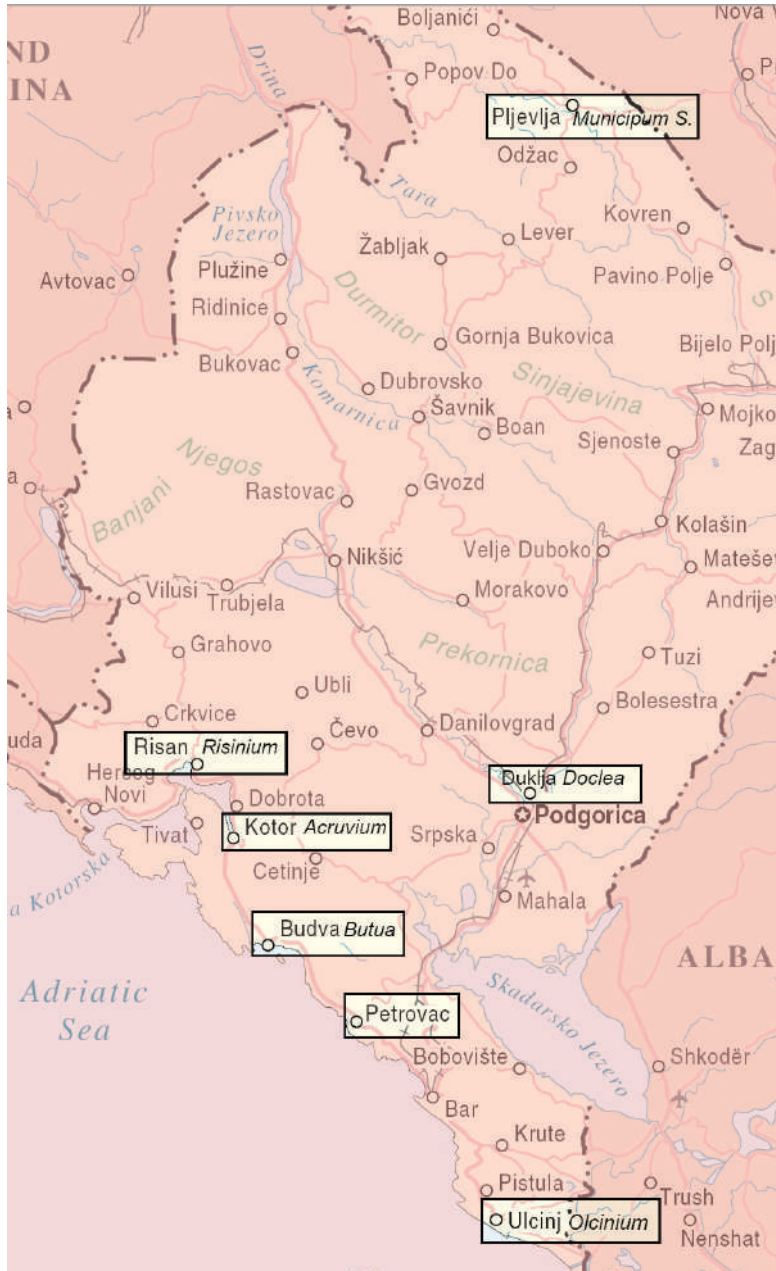 Boljanići
Nova
ND
INA
Drina
Popov Do
Pljevlja Municipum S.
Odžac
Tara
Kovren
Pivsko
Jezero
Lever
Žabljak
Plužine
Pavino Polje
Avtovac
Durmitor
Ridinice
Gornja Bukovica
Bijelo Polj
Bukovac
Komarnica
Dubrovsko
Sinjajevina
Šavnik
Mojko
Boan
Sjenoste
Zag
Njegos
Banjani
Rastovac
Gvozd
Kolašin
Nikšić
Velje Duboko
Matešev
Vilusi
Trubjela
Morakovo
Andrijev
Grahovo
Prekornica
Tuzi
Ubli
Bolesestra
Crkvice
Čevo
Danilovgrad
uda
Risan Risinium
Herceg
Novi
Duklja Doclea
Dobrota
Podgorica
Tivat
Kotor Acruvium
Srpska
Cetinje
a Kotorska
Mahala
Budva Butua
ALBA
Adriatic
Sea
Skadarsko Jezero
Petrovac
Bobovište
Shkodër
Bar
Krute
Pistula
Trush
Ulcinj Olcinium
Nenshat